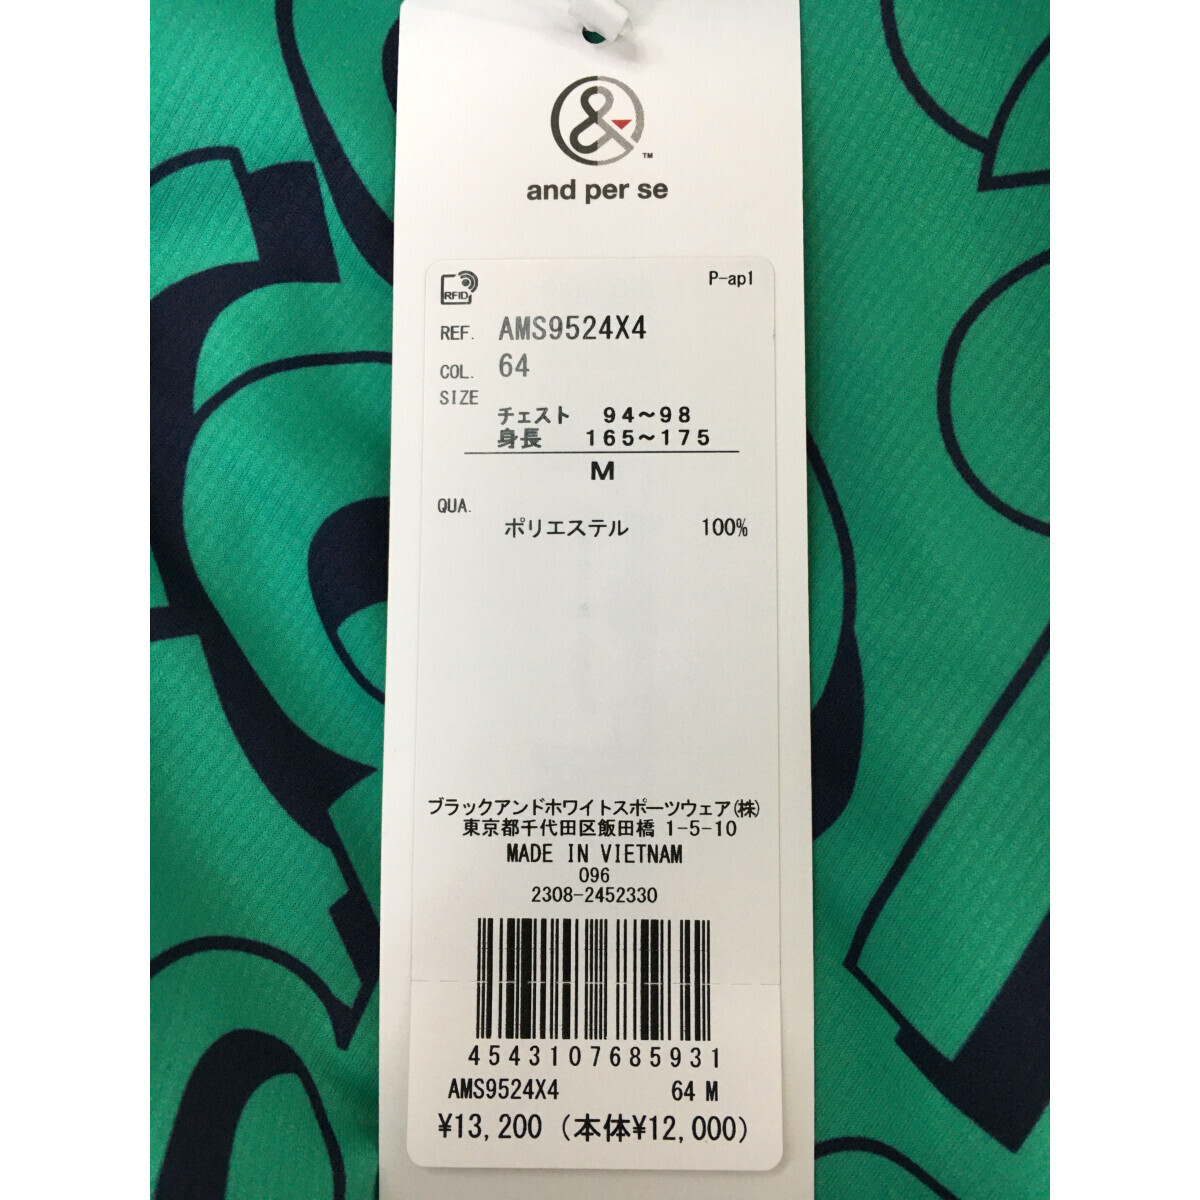 &
TM
and per se
RFID
P-ap1
REF. AMS9524X4
COL. 64
SIZE
チェスト 94～98
身長 165～175
M
QUA.
ポリエステル 100%
ブラックアンドホワイトスポーツウェア(株)
東京都千代田区飯田橋 1-5-10
MADE IN VIETNAM
096
2308-2452330
4543107685931
AMS9524X4 64 M
¥13,200 (本体¥12,000)